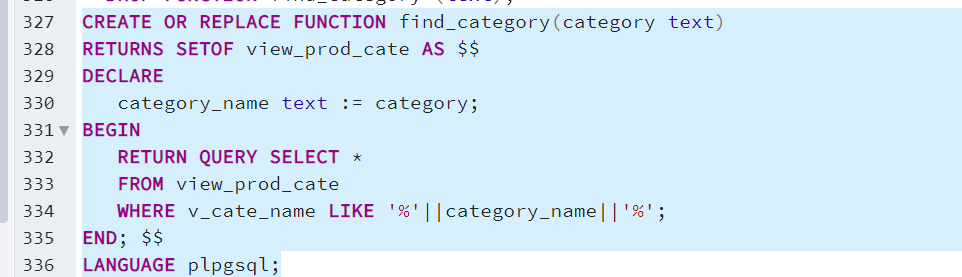 327 CREATE OR REPLACE FUNCTION find_category(category text)
328 RETURNS SETOF view_prod_cate AS $$
329 DECLARE
330 category_name text := category;
331 BEGIN
332 RETURN QUERY SELECT *
333 FROM view_prod_cate
334 WHERE v_cate_name LIKE '%'||category_name||'%';
335 END; $$
336 LANGUAGE plpgsql;